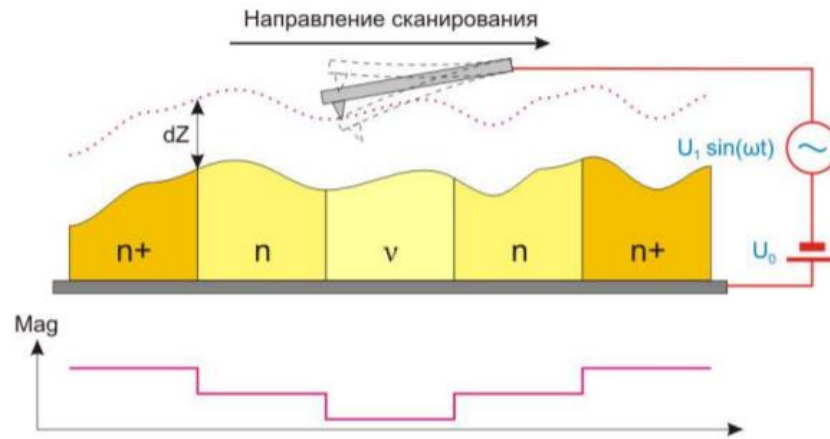 Направление сканирования
dZ
U₁ sin(ωt)
n+ n ν n n+
U₀
Mag